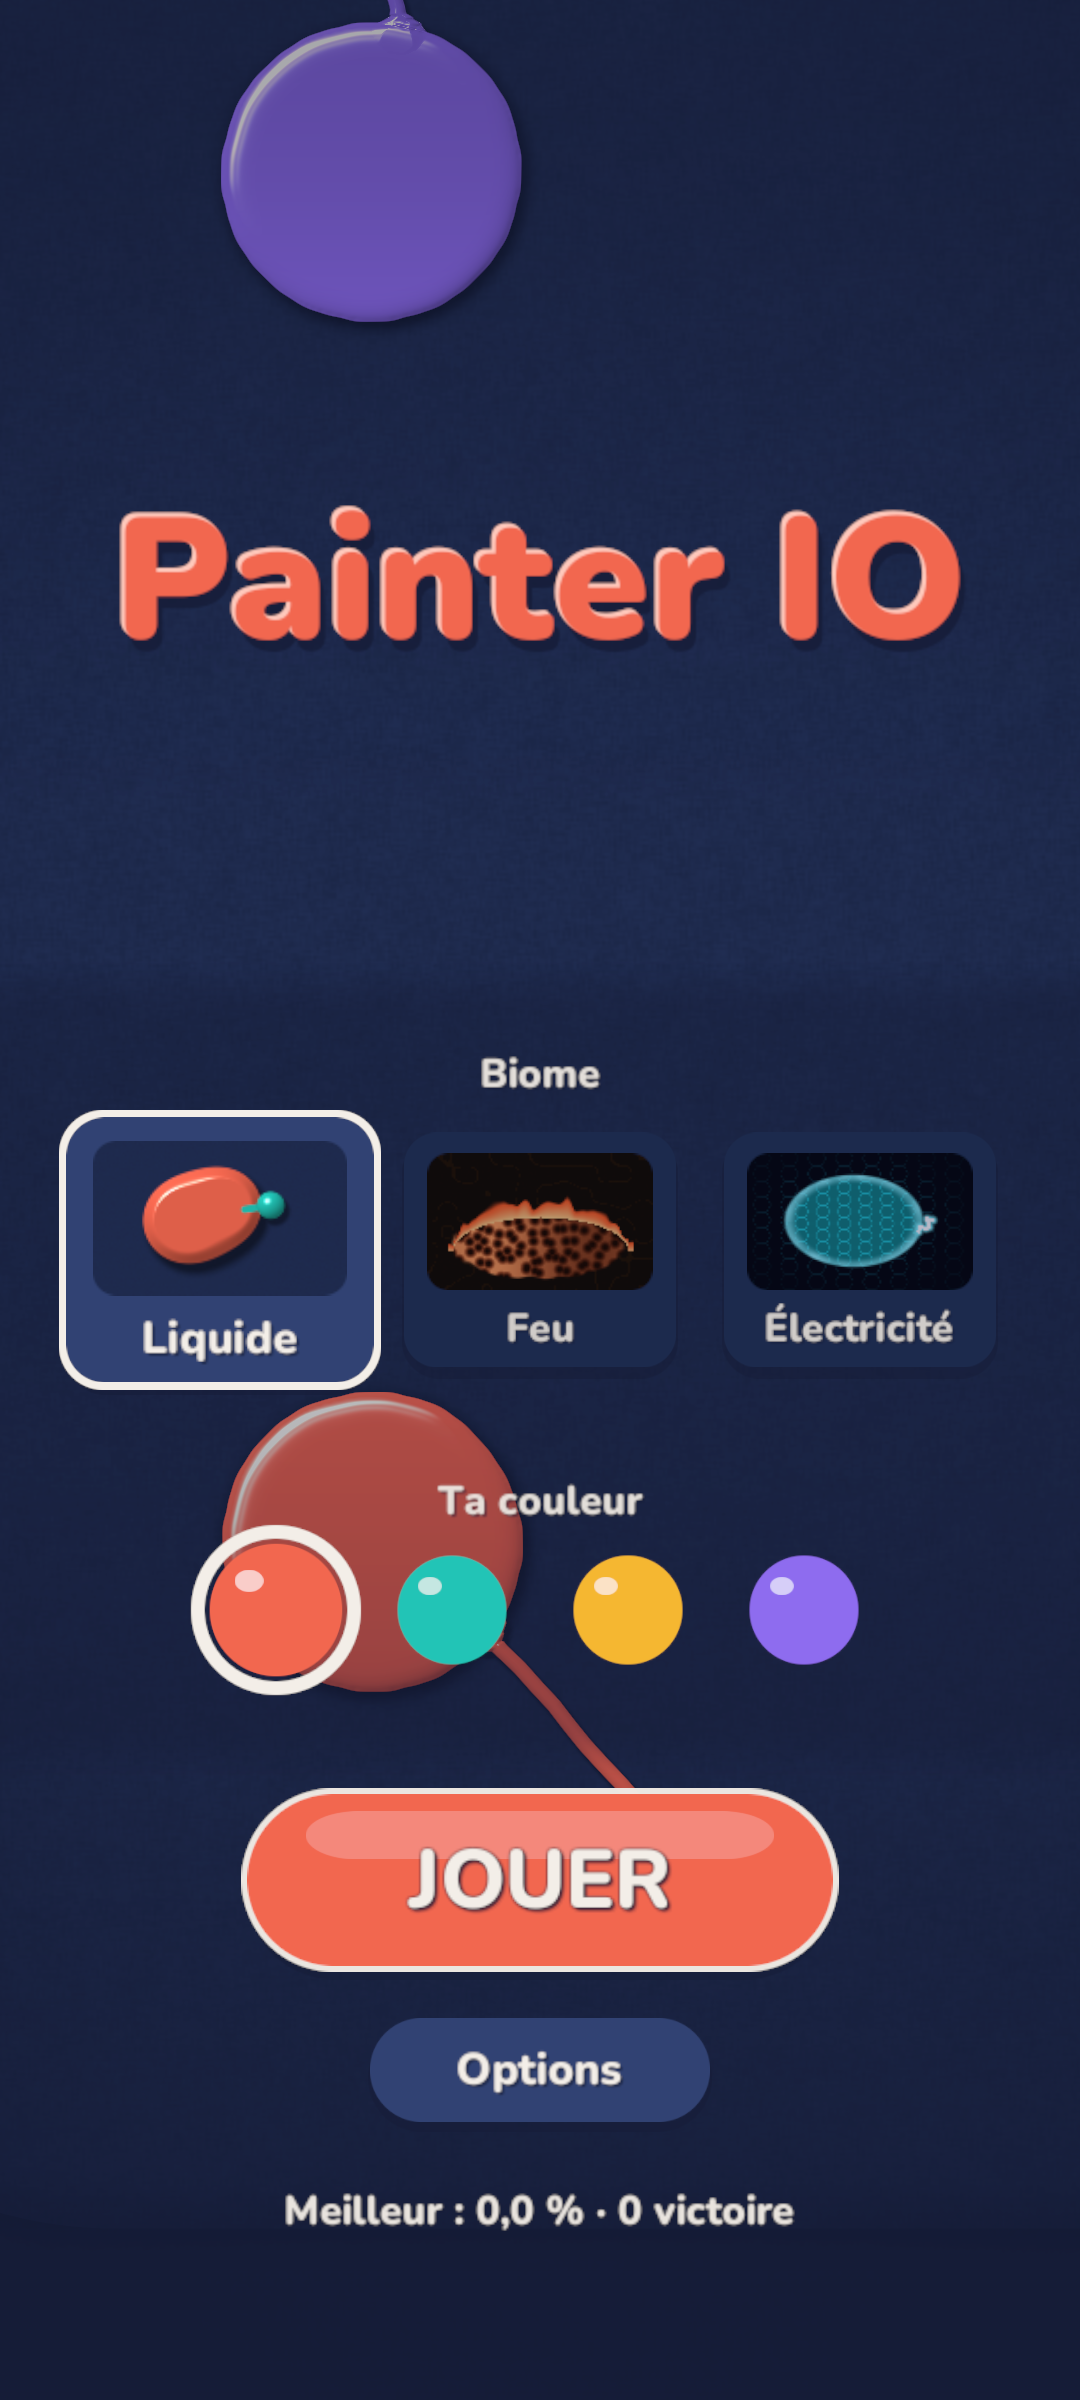 Painter IO
Biome
Liquide
Feu
Électricité
Ta couleur
JOUER
Options
Meilleur : 0,0 % · 0 victoire